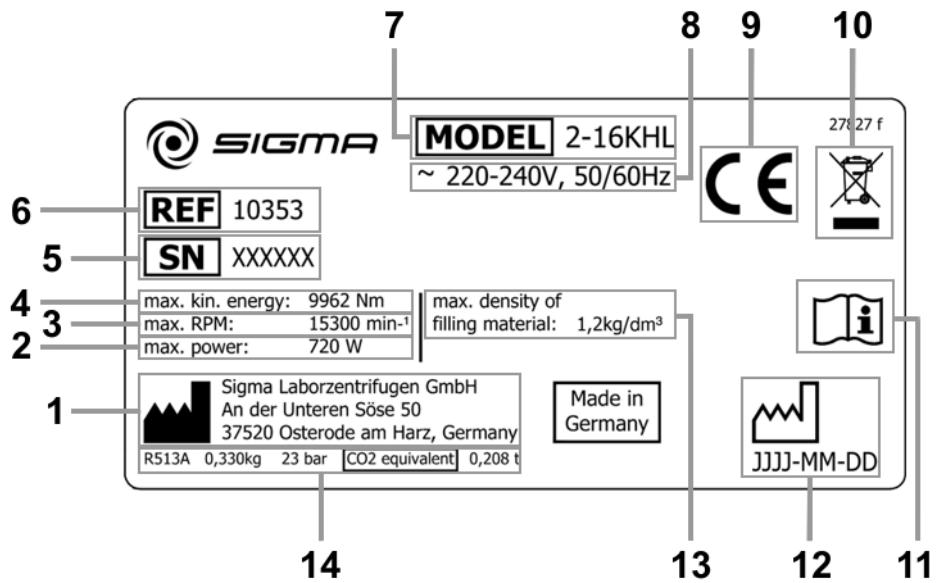 7
8
9
10
SIGMA
MODEL 2-16KHL
27827 f
~ 220-240V, 50/60Hz
CE
6
REF 10353
5
SN XXXXXX
4
max. kin. energy: 9962 Nm
3
max. RPM: 15300 min-¹
2
max. power: 720 W
max. density of
filling material: 1,2kg/dm³
i
1
Sigma Laborzentrifugen GmbH
An der Unteren Söse 50
37520 Osterode am Harz, Germany
Made in
Germany
JJJJ-MM-DD
R513A 0,330kg 23 bar CO2 equivalent 0,208 t
14
13
12
11